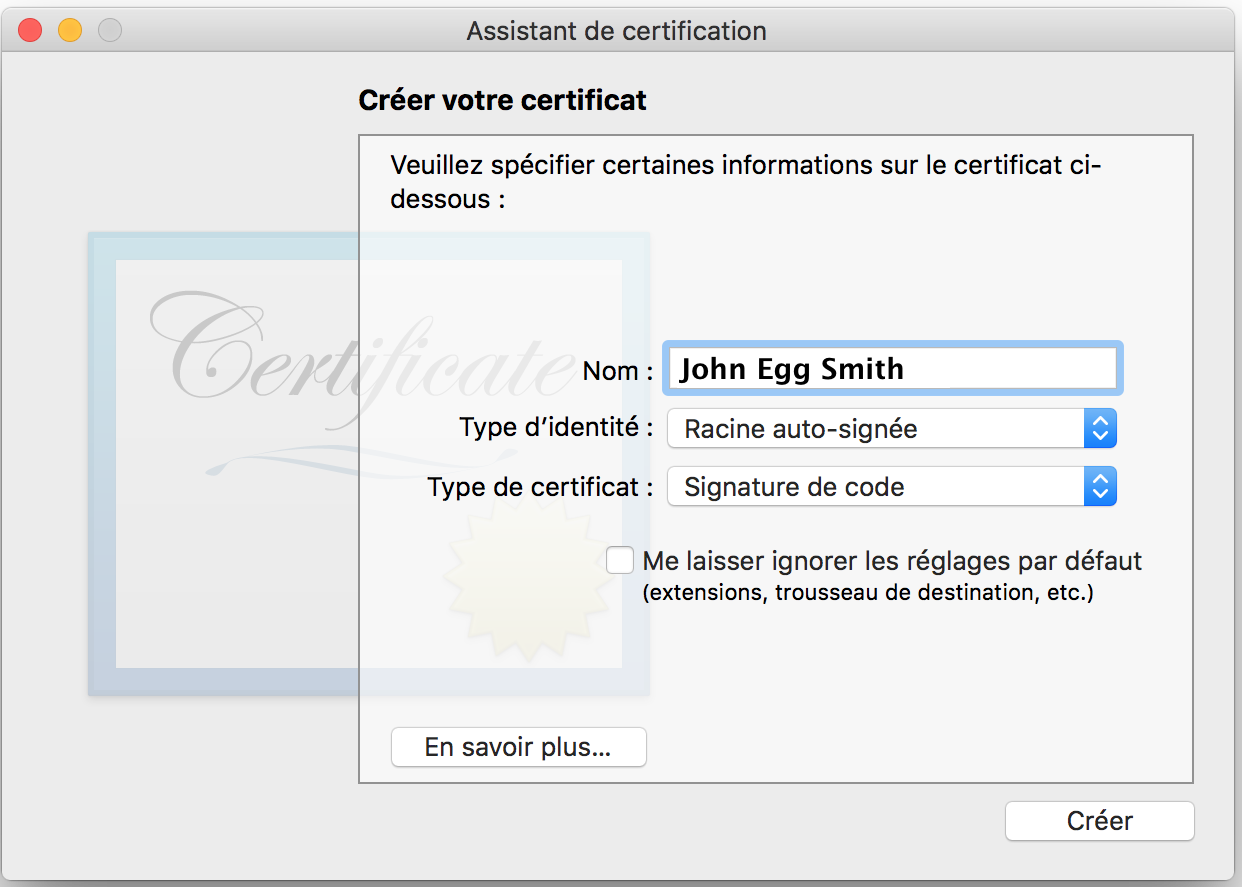 Assistant de certification
Créer votre certificat
Veuillez spécifier certaines informations sur le certificat ci-
dessous :
Certificate
Nom : John Egg Smith
Type d’identité : Racine auto-signée
Type de certificat : Signature de code
Me laisser ignorer les réglages par défaut
(extensions, trousseau de destination, etc.)
En savoir plus...
Créer